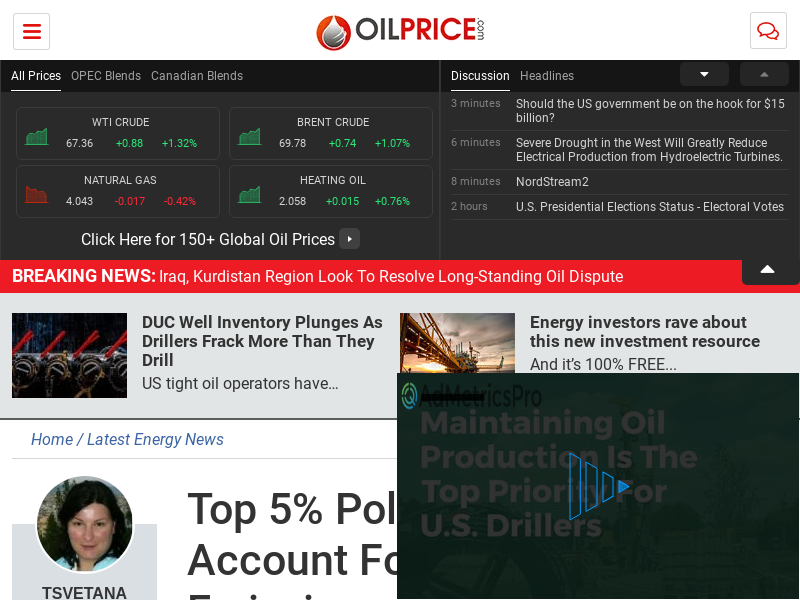 OILPRICE.com
All Prices OPEC Blends Canadian Blends
Discussion Headlines
WTI CRUDE
67.36 +0.88 +1.32%
BRENT CRUDE
69.78 +0.74 +1.07%
NATURAL GAS
4.043 -0.017 -0.42%
HEATING OIL
2.058 +0.015 +0.76%
Click Here for 150+ Global Oil Prices
3 minutes Should the US government be on the hook for $15
billion?
6 minutes Severe Drought in the West Will Greatly Reduce
Electrical Production from Hydroelectric Turbines.
8 minutes NordStream2
2 hours U.S. Presidential Elections Status - Electoral Votes
BREAKING NEWS: Iraq, Kurdistan Region Look To Resolve Long-Standing Oil Dispute
DUC Well Inventory Plunges As
Drillers Frack More Than They
Drill
US tight oil operators have…
Energy investors rave about
this new investment resource
And it's 100% FREE...
AdMetricsPro
Maintaining Oil
Production Is The
Top Priority For
U.S. Drillers
Home / Latest Energy News
Top 5% Pol
Account Fo
TSVETANA